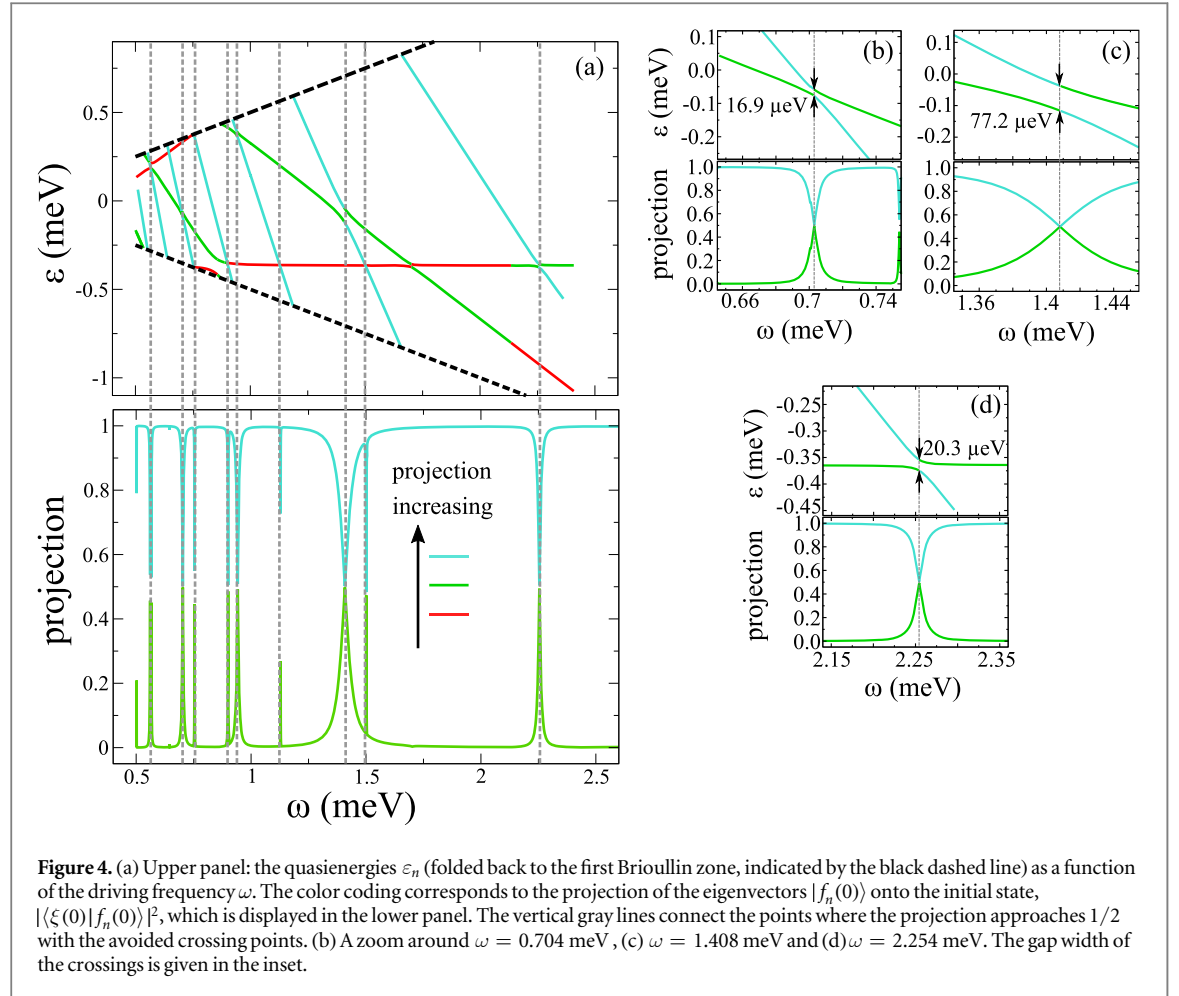 (a)
ε (meV)
0.5
0
-0.5
-1
projection
1
0.8
0.6
0.4
0.2
0
projection
increasing
0.5
1
1.5
2
2.5
ω (meV)
(b)
ε (meV)
0.1
0.0
-0.1
-0.2
16.9 µeV
projection
1.0
0.8
0.6
0.4
0.2
0.0
0.66
0.7
0.74
ω (meV)
(c)
0.1
0.0
-0.1
-0.2
77.2 µeV
1.0
0.8
0.6
0.4
0.2
0.0
1.36
1.4
1.44
ω (meV)
(d)
ε (meV)
-0.25
-0.35
-0.35
-0.45
20.3 µeV
projection
1.0
0.8
0.6
0.4
0.2
0.0
2.15
2.25
2.35
ω (meV)
Figure 4. (a) Upper panel: the quasienergies εₙ (folded back to the first Brioullin zone, indicated by the black dashed line) as a function
of the driving frequency ω. The color coding corresponds to the projection of the eigenvectors |fₙ(0)⟩ onto the initial state,
|⟨ξ(0)|fₙ(0)⟩|², which is displayed in the lower panel. The vertical gray lines connect the points where the projection approaches 1/2
with the avoided crossing points. (b) A zoom around ω = 0.704 meV, (c) ω = 1.408 meV and (d) ω = 2.254 meV. The gap width of
the crossings is given in the inset.